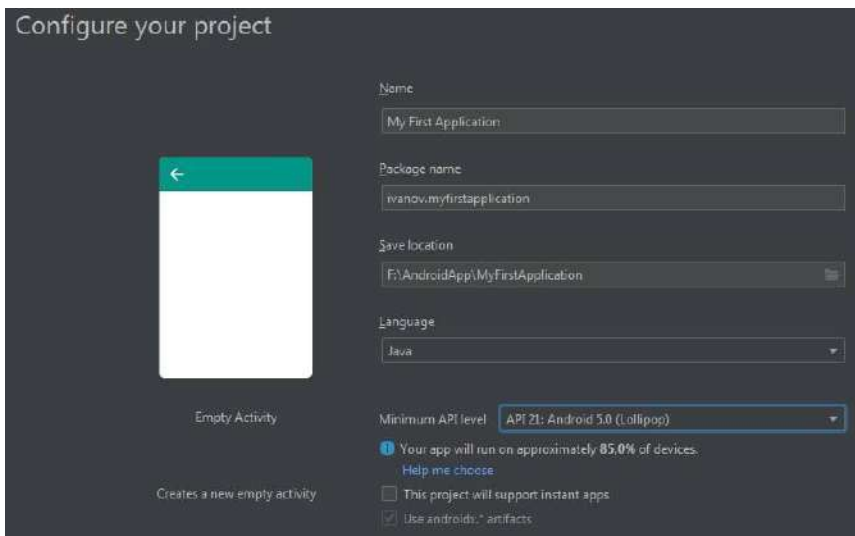 Configure your project
Name
My First Application
Package name
ivanov.myfirstapplication
Save location
F:\AndroidApp\MyFirstApplication
Language
Java
Empty Activity
Minimum API level API 21: Android 5.0 (Lollipop)
Your app will run on approximately 85,0% of devices.
Help me choose
Creates a new empty activity
This project will support instant apps
Use androidx.* artifacts